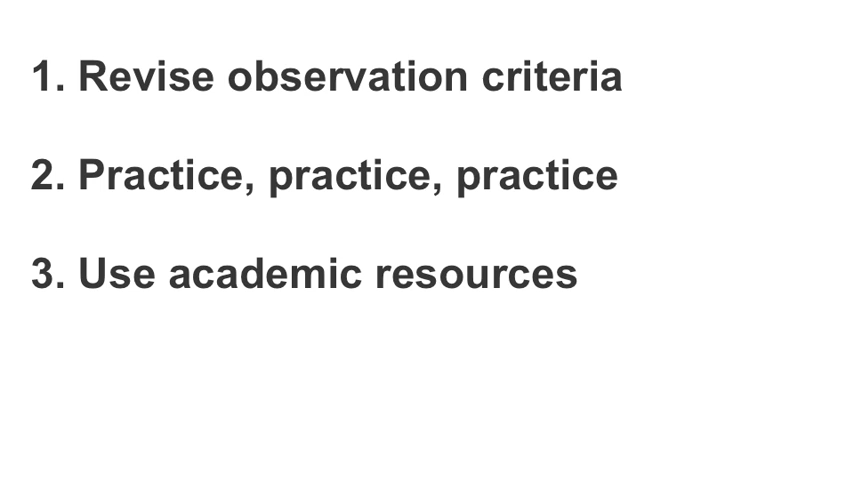 1. Revise observation criteria
2. Practice, practice, practice
3. Use academic resources